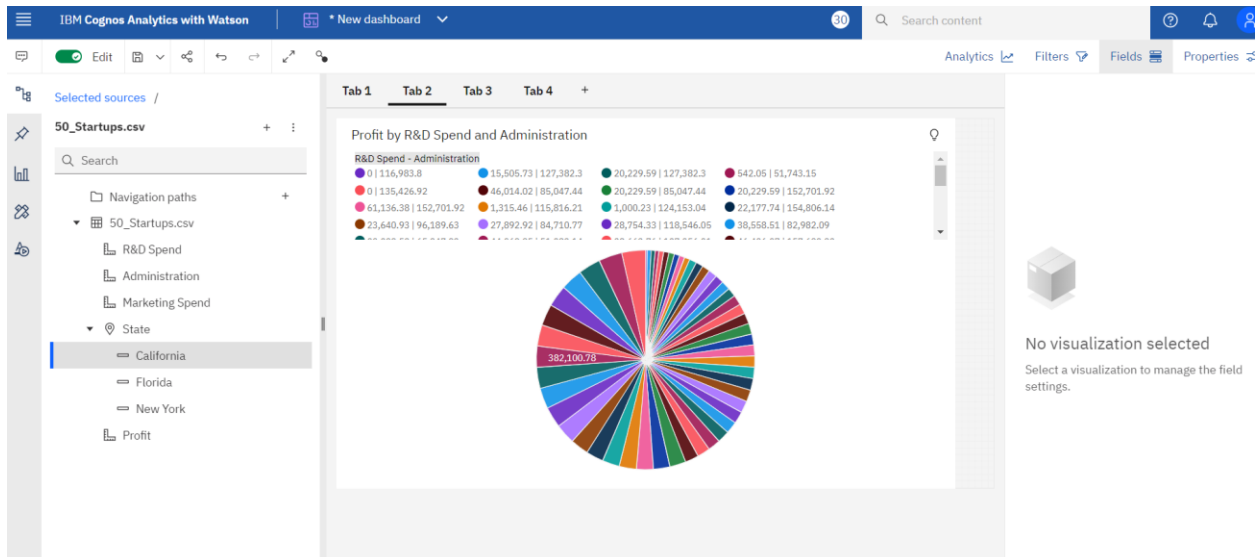 IBM Cognos Analytics with Watson
* New dashboard
30
Search content
Edit
Analytics
Filters
Fields
Properties
Selected sources /
50_Startups.csv
Search
Navigation paths
50_Startups.csv
R&D Spend
Administration
Marketing Spend
State
California
Florida
New York
Profit
Tab 1 Tab 2 Tab 3 Tab 4 +
Profit by R&D Spend and Administration
R&D Spend - Administration
0 | 116,983.8 15,505.73 | 127,382.3 20,229.59 | 127,382.3 542.05 | 51,743.15
0 | 135,426.92 46,014.02 | 85,047.44 20,229.59 | 85,047.44 20,229.59 | 152,701.92
61,136.38 | 152,701.92 1,315.46 | 115,816.21 1,000.23 | 124,153.04 22,177.74 | 154,806.14
23,640.93 | 96,189.63 27,892.92 | 84,710.77 28,754.33 | 118,546.05 38,558.51 | 82,982.09
382,100.78
No visualization selected
Select a visualization to manage the field
settings.